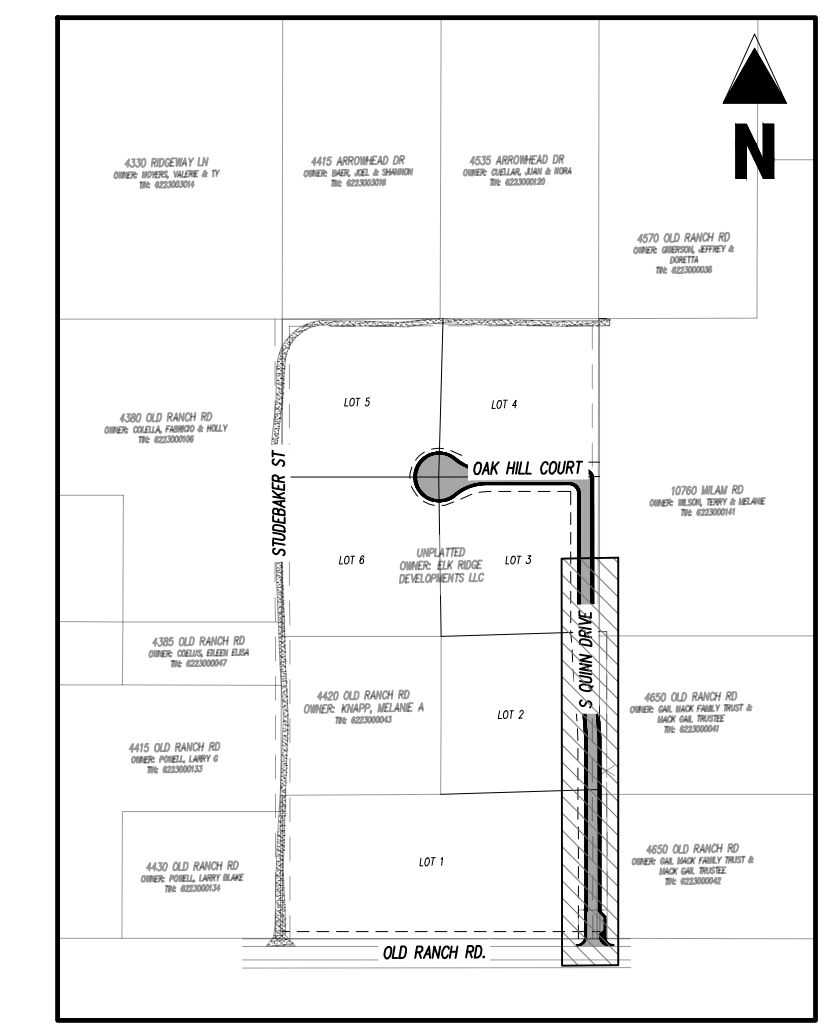 N
4330 RIDGEWAY LN
OWNER: MOYERS, VALERIE & TY
TIN: 6223003014
4415 ARROWHEAD DR
OWNER: BAER, JOEL & SHANNON
TIN: 6223003016
4535 ARROWHEAD DR
OWNER: CUELLAR, JUAN & NORA
TIN: 6223000120
4570 OLD RANCH RD
OWNER: JEFFREY &
DORETTA
TIN: 6223000036
4380 OLD RANCH RD
OWNER: COLELLA, FABRICIO & HOLLY
TIN: 6223000106
LOT 5
LOT 4
STUDEBAKER ST
OAK HILL COURT
10760 MILAM RD
OWNER: WILSON, TERRY & MELANIE
TIN: 6223000141
LOT 6
UNPLATTED
OWNER: ELK RIDGE
DEVELOPMENTS LLC
LOT 3
S QUINN DRIVE
4385 OLD RANCH RD
OWNER: COELUS, EILEEN ELISA
TIN: 6223000047
4420 OLD RANCH RD
OWNER: KNAPP, MELANIE A
TIN: 6223000043
LOT 2
4650 OLD RANCH RD
OWNER: GAIL MACK FAMILY TRUST &
MACK GAIL TRUSTEE
TIN: 6223000041
4415 OLD RANCH RD
OWNER: POWELL, LARRY G
TIN: 6223000133
4430 OLD RANCH RD
OWNER: POWELL, LARRY BLAKE
TIN: 6223000134
LOT 1
4650 OLD RANCH RD
OWNER: GAIL MACK FAMILY TRUST &
MACK GAIL TRUSTEE
TIN: 6223000042
OLD RANCH RD.